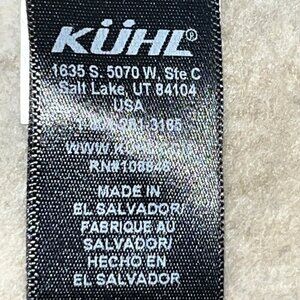 KÜHL®
1635 S. 5070 W, Ste C
Salt Lake, UT 84104
USA
MADE IN
EL SALVADOR/
FABRIQUE AU
SALVADOR/
HECHO EN
EL SALVADOR